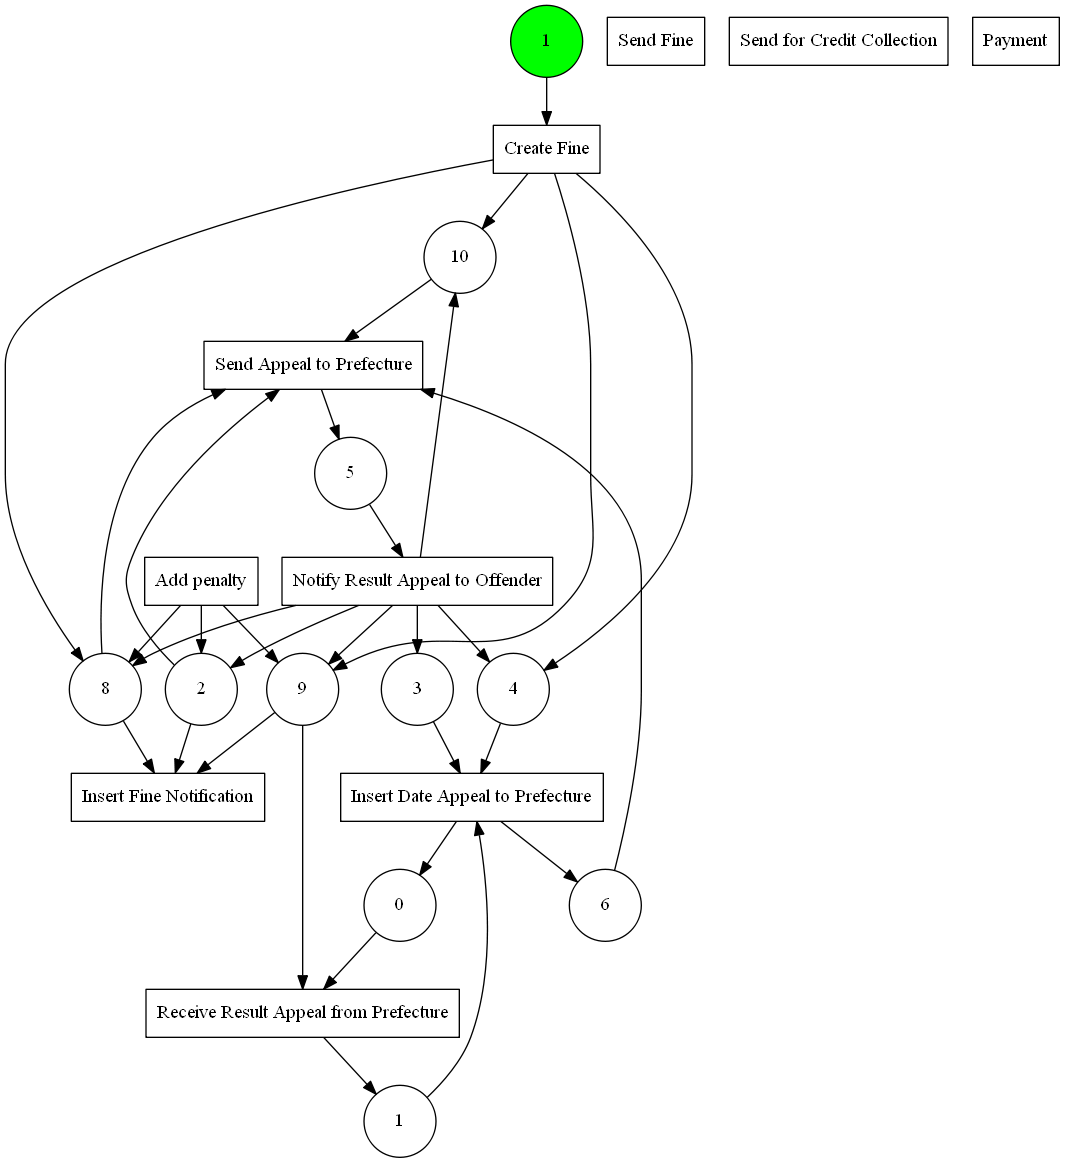 1
Send Fine
Send for Credit Collection
Payment
Create Fine
10
Send Appeal to Prefecture
5
Add penalty
Notify Result Appeal to Offender
8
2
9
3
4
Insert Fine Notification
Insert Date Appeal to Prefecture
0
6
Receive Result Appeal from Prefecture
1